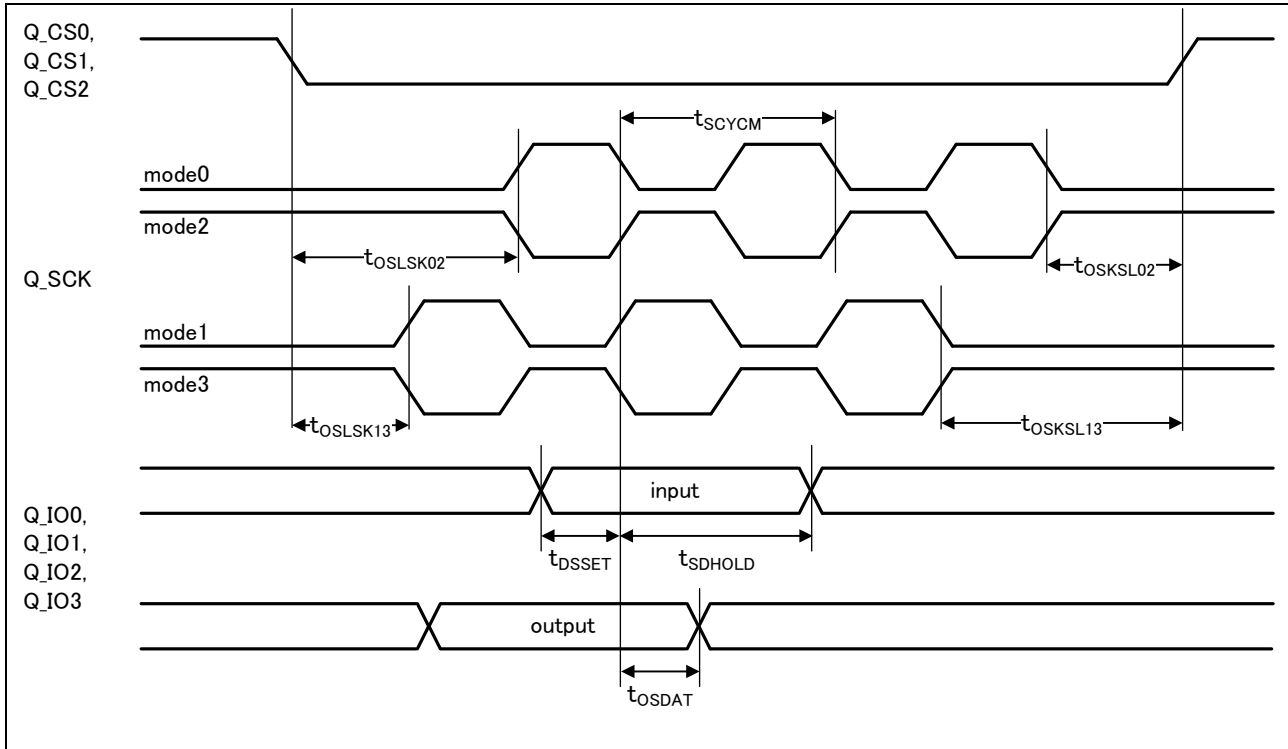 Q_CS0,
Q_CS1,
Q_CS2
tSCYCM
mode0
mode2
tOSLSK02
tOSKSL02
Q_SCK
mode1
mode3
tOSLSK13
tOSKSL13
input
Q_IO0,
Q_IO1,
Q_IO2,
Q_IO3
tDSSET
tSDHOLD
output
tOSDAT